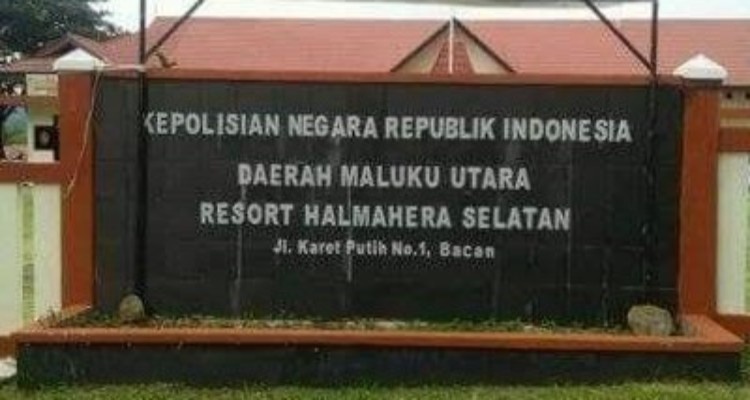 KEPOLISIAN NEGARA REPUBLIK INDONESIA
DAERAH MALUKU UTARA
RESORT HALMAHERA SELATAN
Jl. Karet Putih No.1, Bacan